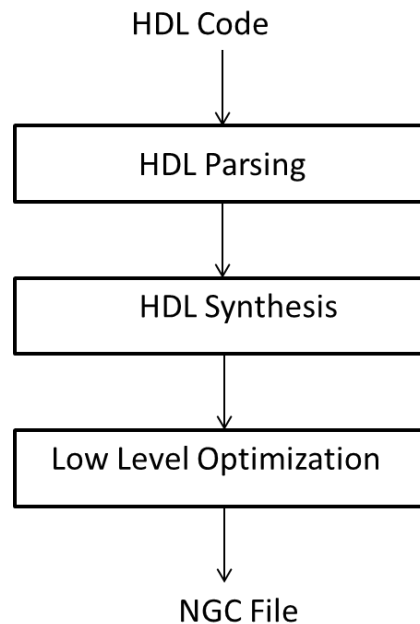 HDL Code
HDL Parsing
HDL Synthesis
Low Level Optimization
NGC File